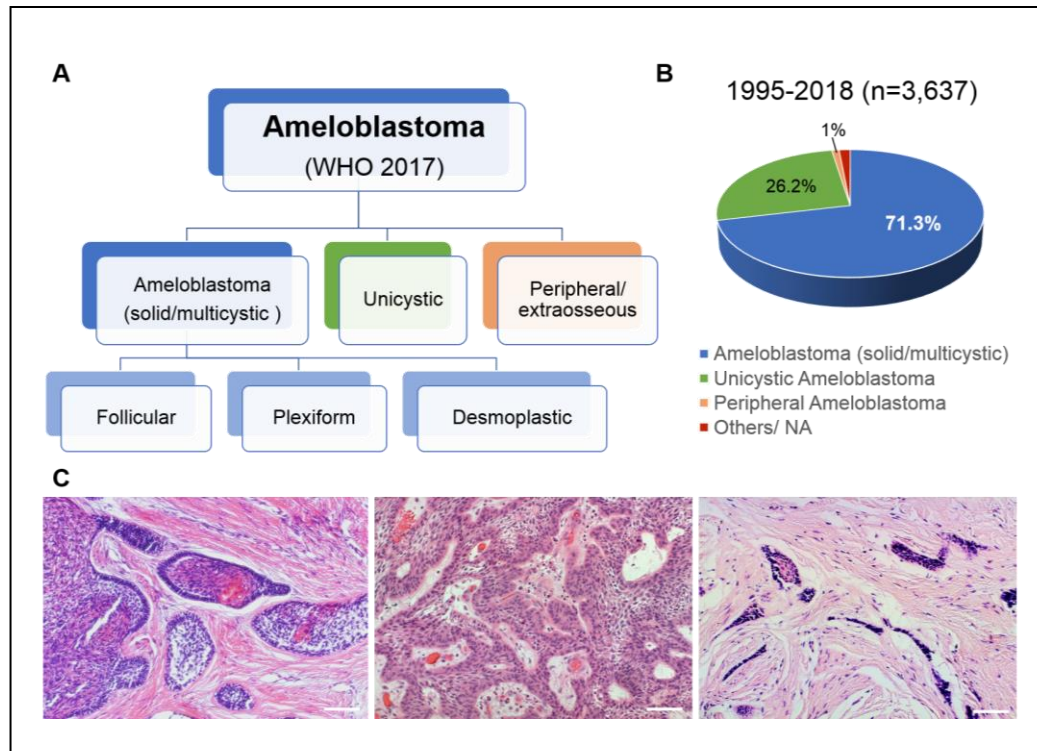 A
Ameloblastoma
(WHO 2017)
Ameloblastoma
(solid/multicystic )
Unicystic
Peripheral/
extraosseous
Follicular
Plexiform
Desmoplastic
B
1995-2018 (n=3,637)
1%
26.2%
71.3%
Ameloblastoma (solid/multicystic)
Unicystic Ameloblastoma
Peripheral Ameloblastoma
Others/ NA
C